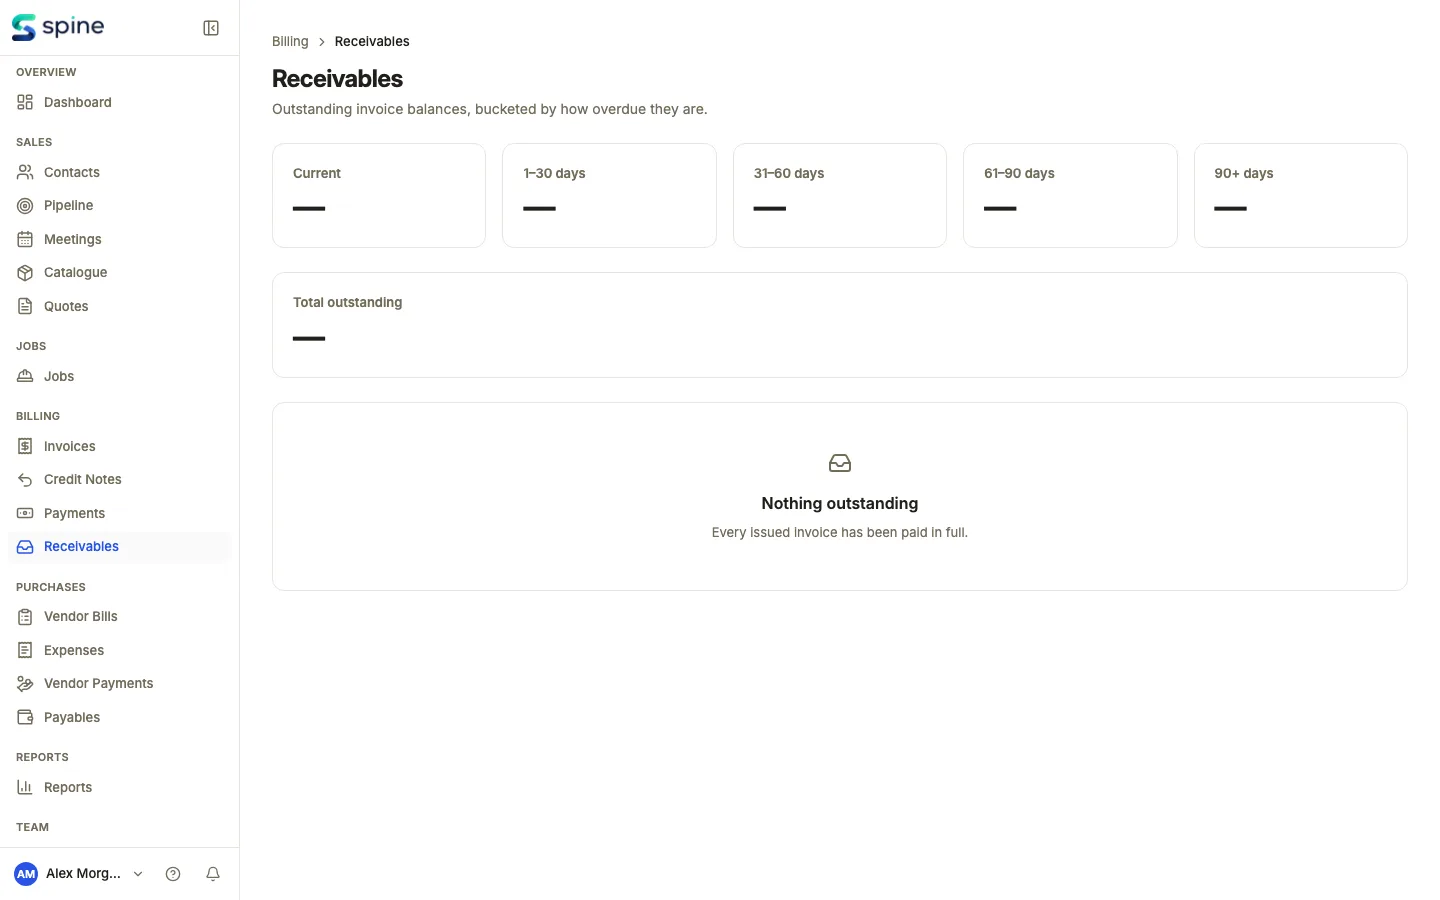 spine
OVERVIEW
Dashboard
SALES
Contacts
Pipeline
Meetings
Catalogue
Quotes
JOBS
Jobs
BILLING
Invoices
Credit Notes
Payments
Receivables
PURCHASES
Vendor Bills
Expenses
Vendor Payments
Payables
REPORTS
Reports
TEAM
AM Alex Morg...
Billing > Receivables
Receivables
Outstanding invoice balances, bucketed by how overdue they are.
Current
—
1–30 days
—
31–60 days
—
61–90 days
—
90+ days
—
Total outstanding
—
Nothing outstanding
Every issued invoice has been paid in full.